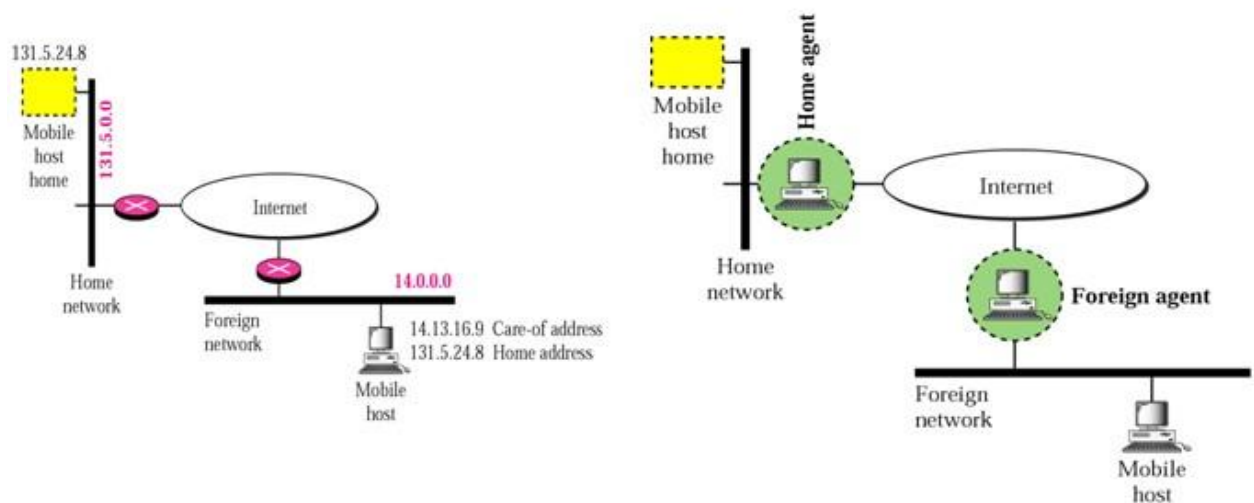 131.5.24.8
Mobile
host
home
131.5.0.0
Internet
Home
network
14.0.0.0
Foreign
network
14.13.16.9 Care-of address
131.5.24.8 Home address
Mobile
host
Home agent
Mobile
host
home
Internet
Home
network
Foreign agent
Foreign
network
Mobile
host